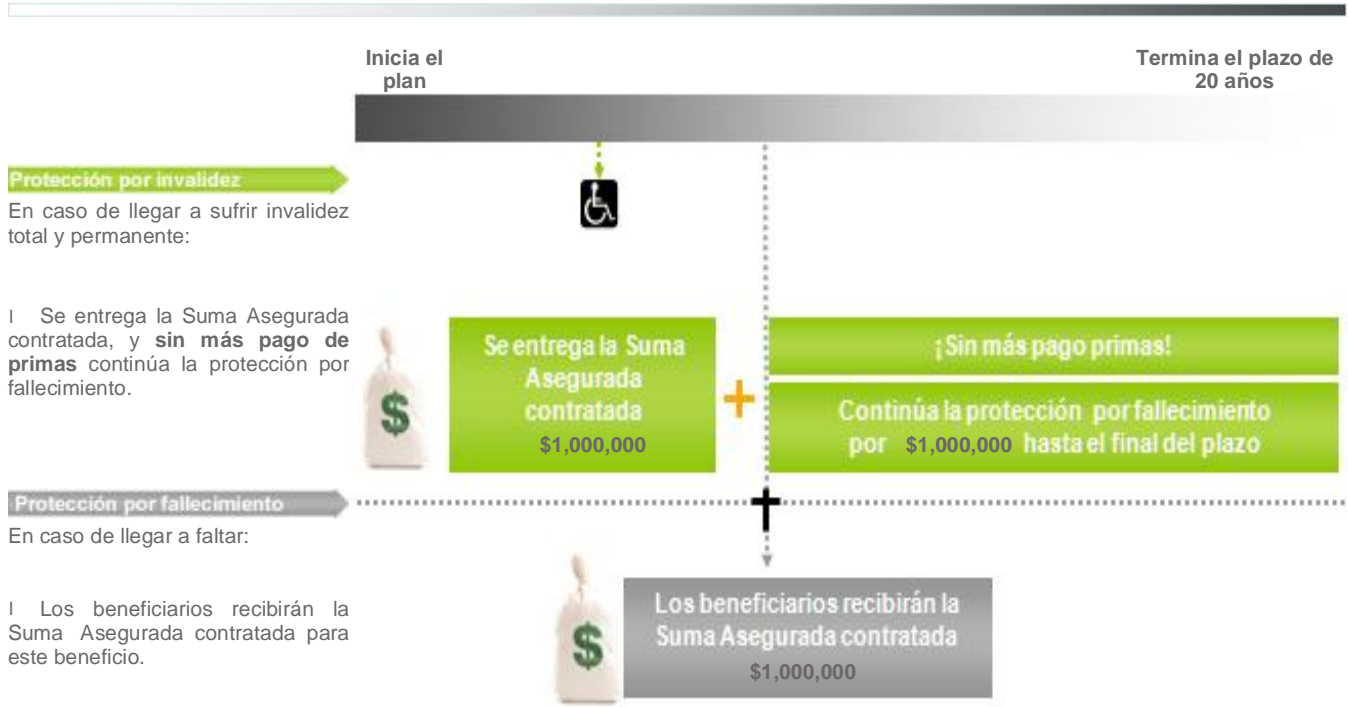 Inicia el
plan
Termina el plazo de
20 años
Protección por invalidez
En caso de llegar a sufrir invalidez
total y permanente:
l Se entrega la Suma Asegurada
contratada, y sin más pago de
primas continúa la protección por
fallecimiento.
$
Se entrega la Suma
Asegurada
contratada
$1,000,000
¡Sin más pago primas!
Continúa la protección por fallecimiento
por $1,000,000 hasta el final del plazo
Protección por fallecimiento
En caso de llegar a faltar:
l Los beneficiarios recibirán la
Suma Asegurada contratada para
este beneficio.
$
Los beneficiarios recibirán la
Suma Asegurada contratada
$1,000,000